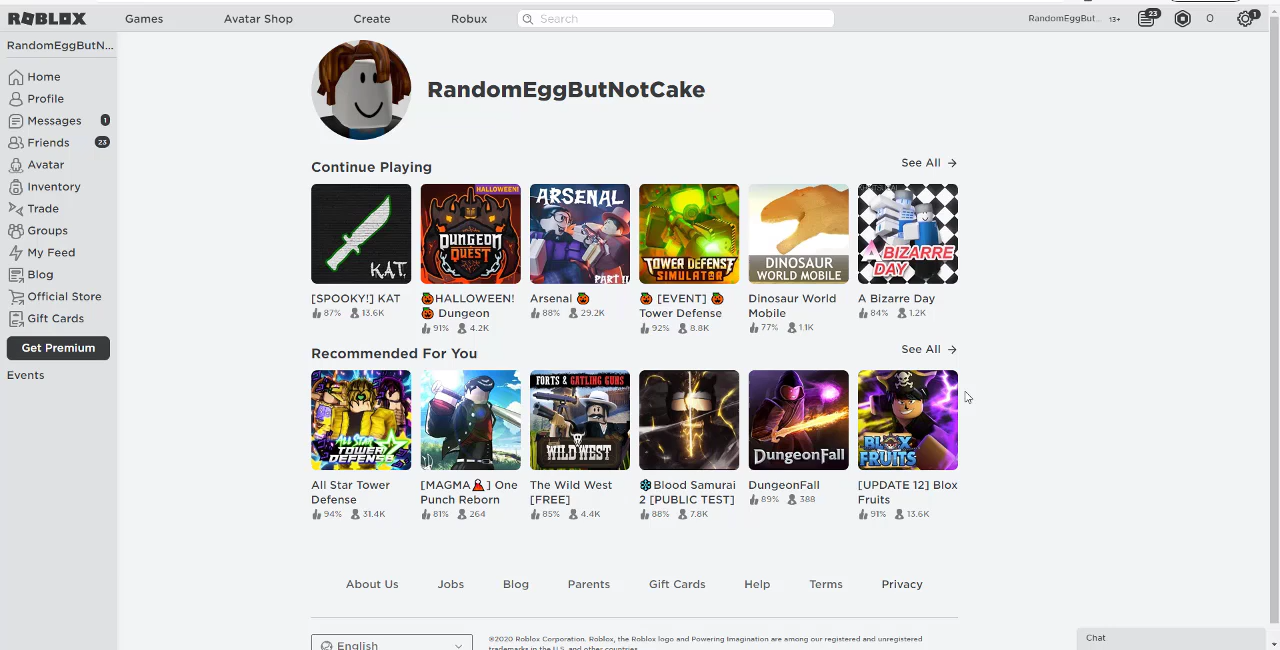 ROBLOX Games Avatar Shop Create Robux Search RandomEggBut... 13+ 23 0 1
RandomEggButN...
Home
Profile
Messages 1
Friends 23
Avatar
Inventory
Trade
Groups
My Feed
Blog
Official Store
Gift Cards
Get Premium
Events
RandomEggButNotCake
Continue Playing See All →
KAT.
HALLOWEEN!
DUNGEON
QUEST
ARSENAL
PART II
TOWER DEFENSE
SIMULATOR
DINOSAUR
WORLD MOBILE
A BIZARRE
DAY
[SPOOKY!] KAT
87% 13.6K
🎃HALLOWEEN!
🎃 Dungeon
91% 4.2K
Arsenal 🎃
88% 29.2K
🎃 [EVENT] 🎃
Tower Defense
92% 8.8K
Dinosaur World
Mobile
77% 1.1K
A Bizarre Day
84% 1.2K
Recommended For You See All →
ALL STAR
TOWER
DEFENSE
FORTS & GATLING GUNS
WILD WEST
DUNGEONFALL
BLOX
FRUITS
All Star Tower
Defense
94% 31.4K
[MAGMA🌋] One
Punch Reborn
81% 264
The Wild West
[FREE]
85% 4.4K
❄Blood Samurai
2 [PUBLIC TEST]
88% 7.8K
DungeonFall
89% 388
[UPDATE 12] Blox
Fruits
91% 13.6K
About Us Jobs Blog Parents Gift Cards Help Terms Privacy
English
©2020 Roblox Corporation. Roblox, the Roblox logo and Powering Imagination are among our registered and unregistered
trademarks in the U.S. and other countries.
Chat